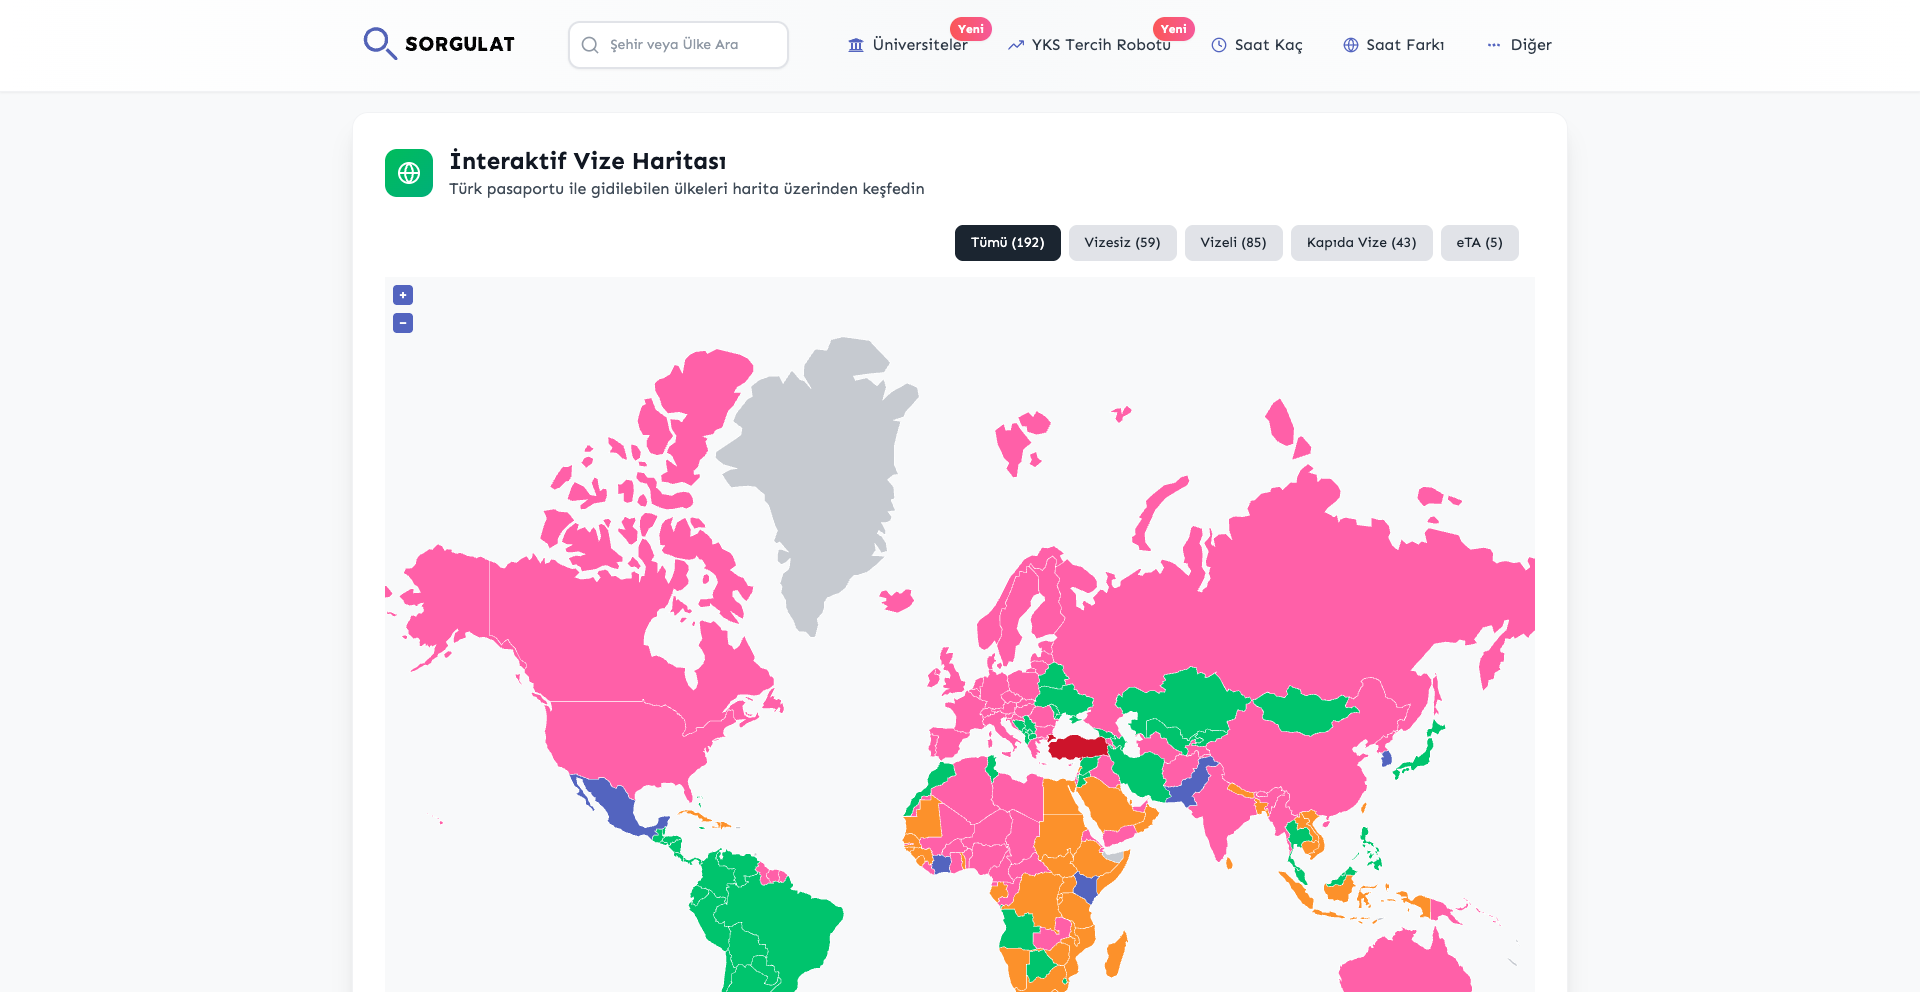 SORGULAT
Şehir veya Ülke Ara
Üniversiteler
Yeni
YKS Tercih Robotu
Yeni
Saat Kaç
Saat Farkı
Diğer
İnteraktif Vize Haritası
Türk pasaportu ile gidilebilen ülkeleri harita üzerinden keşfedin
Tümü (192)
Vizesiz (59)
Vizeli (85)
Kapıda Vize (43)
eTA (5)
+
−